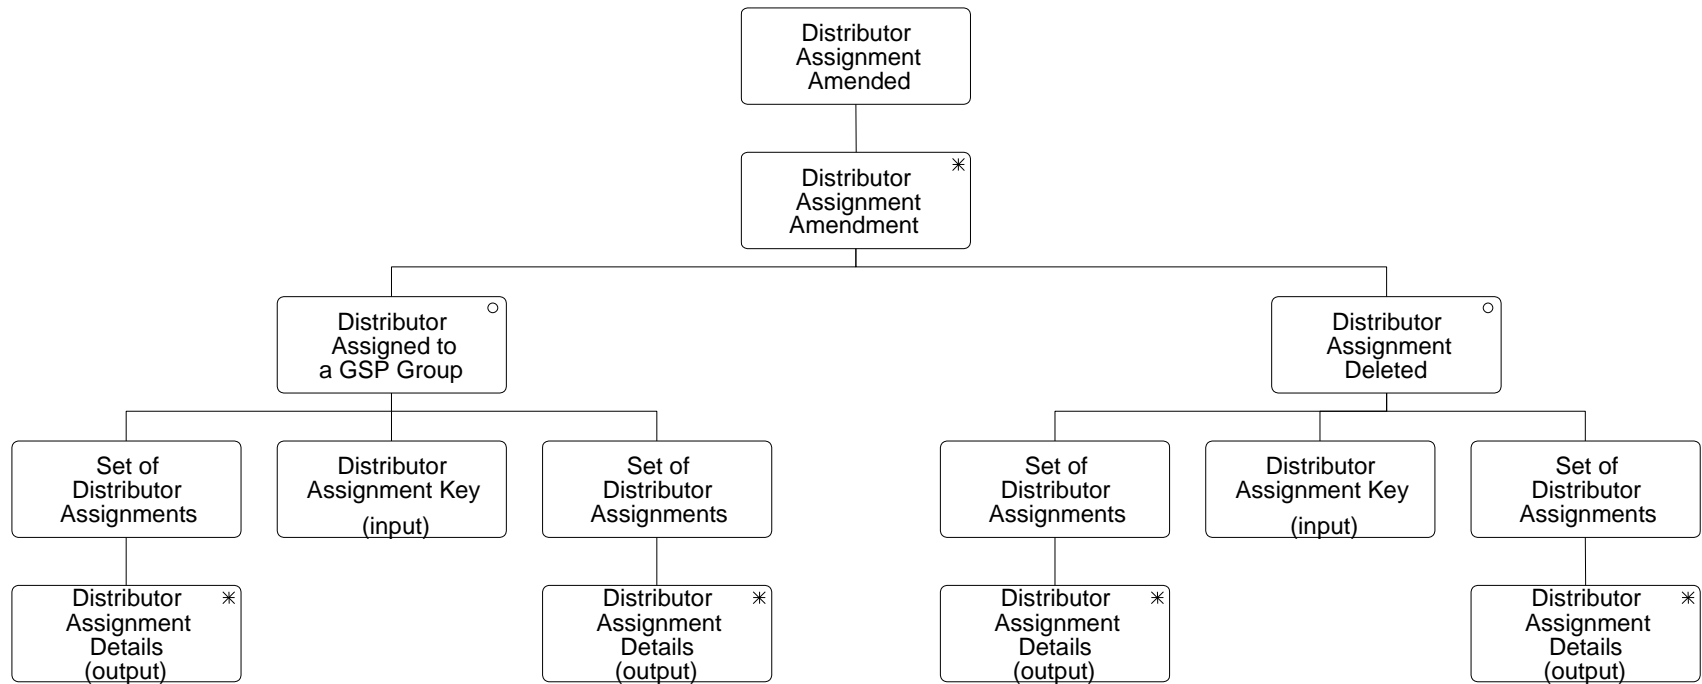 Distributor
Assignment
Amended
Distributor
Assignment
Amendment
Distributor
Assigned to
a GSP Group
Distributor
Assignment
Deleted
Set of
Distributor
Assignments
Distributor
Assignment Key
(input)
Set of
Distributor
Assignments
Set of
Distributor
Assignments
Distributor
Assignment Key
(input)
Set of
Distributor
Assignments
Distributor
Assignment
Details
(output)
Distributor
Assignment
Details
(output)
Distributor
Assignment
Details
(output)
Distributor
Assignment
Details
(output)